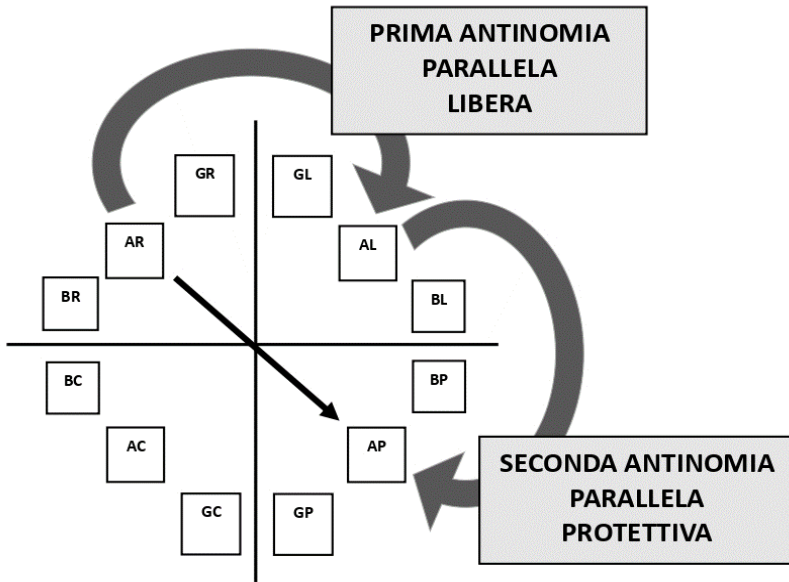 PRIMA ANTINOMIA
PARALLELA
LIBERA
GR
GL
AR
AL
BR
BL
BC
BP
AC
AP
GC
GP
SECONDA ANTINOMIA
PARALLELA
PROTETTIVA